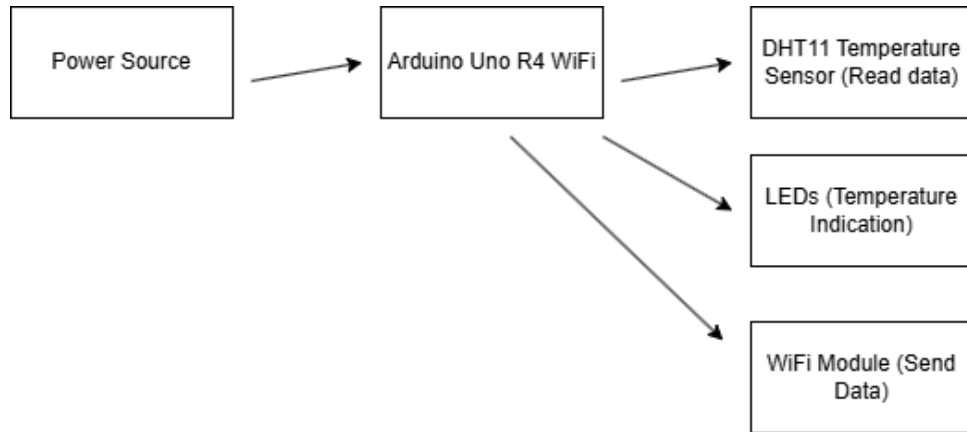 Power Source
Arduino Uno R4 WiFi
DHT11 Temperature
Sensor (Read data)
LEDs (Temperature
Indication)
WiFi Module (Send
Data)